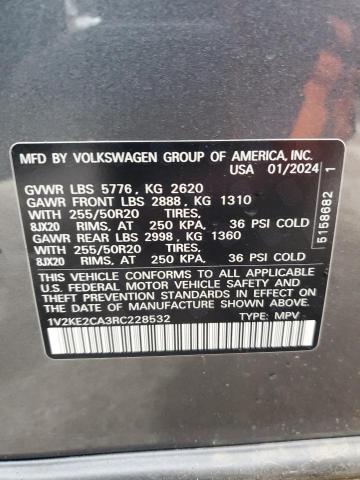 MFD BY VOLKSWAGEN GROUP OF AMERICA, INC.
USA 01/2024
GVWR LBS 5776, KG 2620
GAWR FRONT LBS 2888, KG 1310
WITH 255/50R20 TIRES,
8JX20 RIMS, AT 250 KPA, 36 PSI COLD
GAWR REAR LBS 2998, KG 1360
WITH 255/50R20 TIRES,
8JX20 RIMS, AT 250 KPA, 36 PSI COLD
THIS VEHICLE CONFORMS TO ALL APPLICABLE
U.S. FEDERAL MOTOR VEHICLE SAFETY AND
THEFT PREVENTION STANDARDS IN EFFECT ON THE
DATE OF MANUFACTURE SHOWN ABOVE.
1V2KE2CA3RC228532 TYPE: MPV
5158682 1